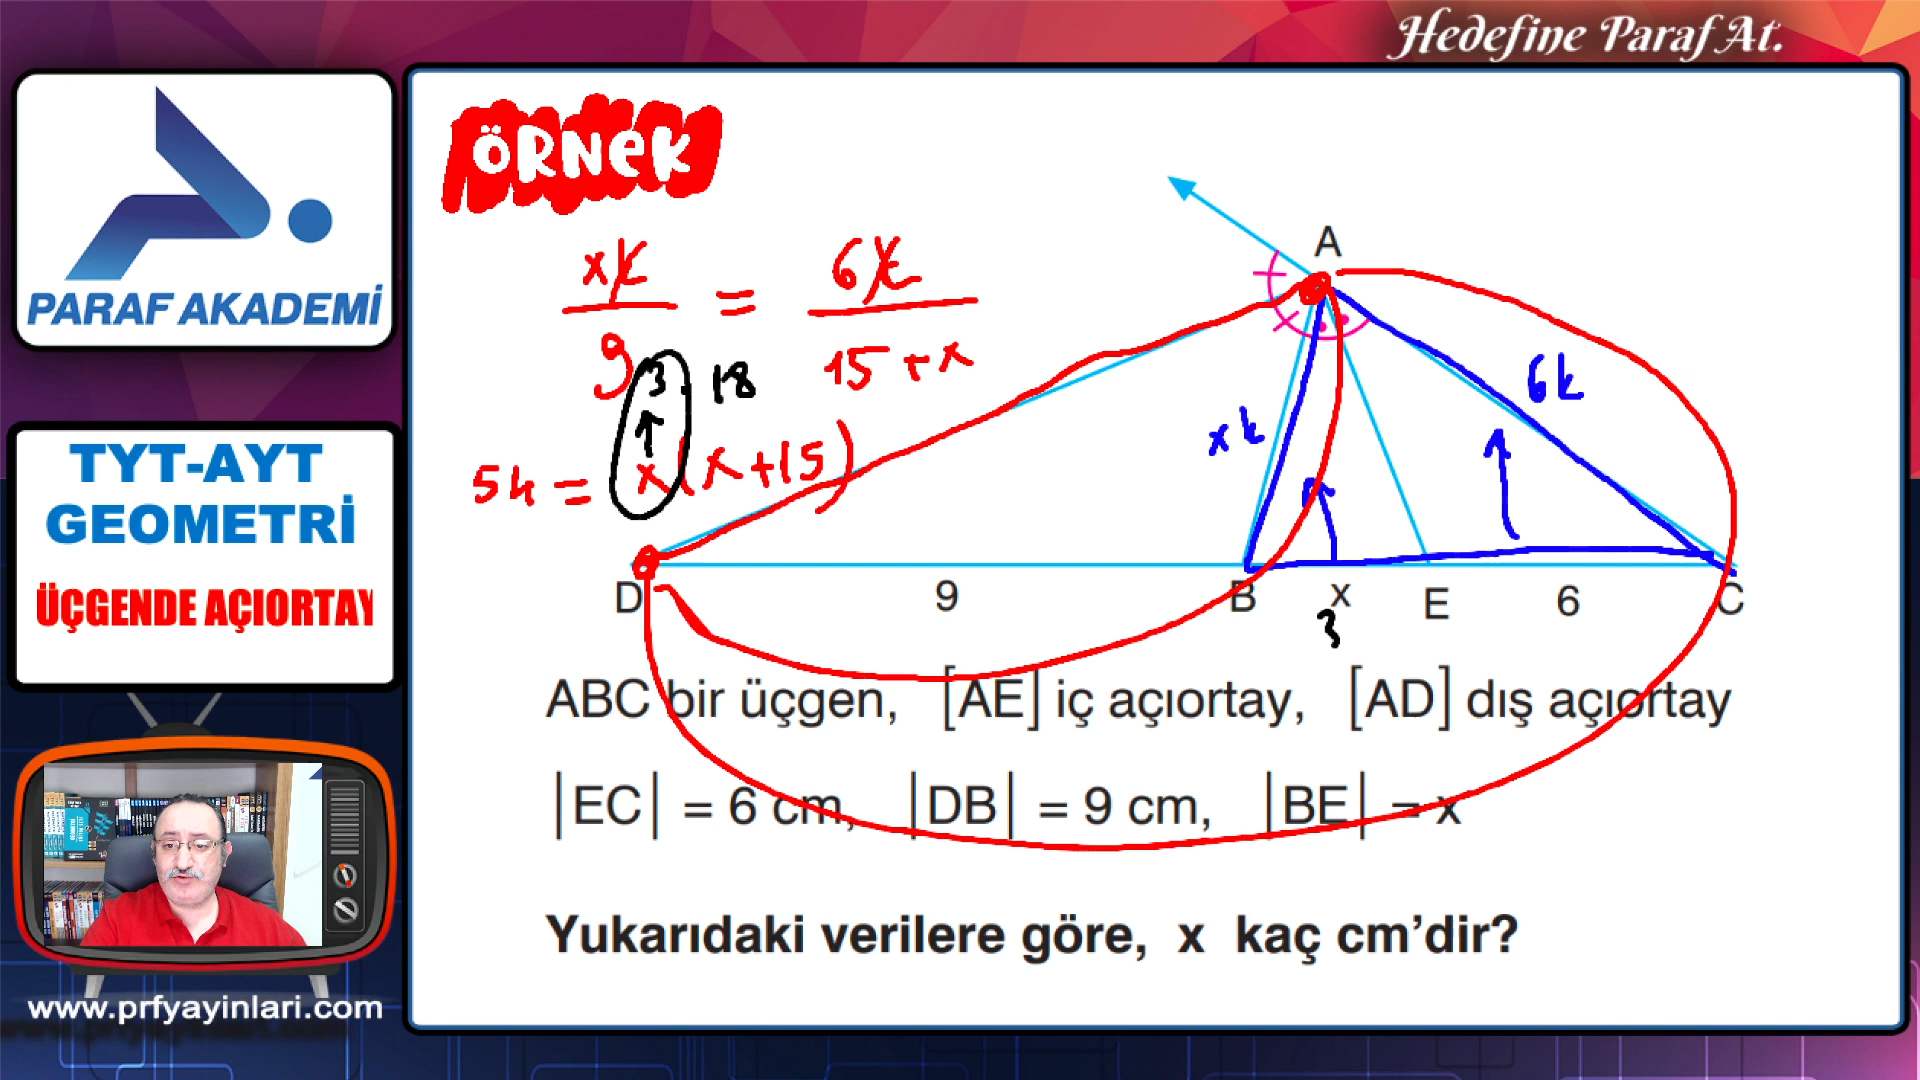 Hedefine Paraf At.
PARAF AKADEMİ
TYT-AYT
GEOMETRİ
ÜÇGENDE AÇIORTAY
www.prfyayinlari.com
ÖRNeK
xk/9 = 6k/(15+x)
3 . 18
54 = x(x+15)
A
xk
6k
D 9 B x E 6 C
3
ABC bir üçgen, [AE] iç açıortay, [AD] dış açıortay
|EC| = 6 cm, |DB| = 9 cm, |BE| = x
Yukarıdaki verilere göre, x kaç cm'dir?